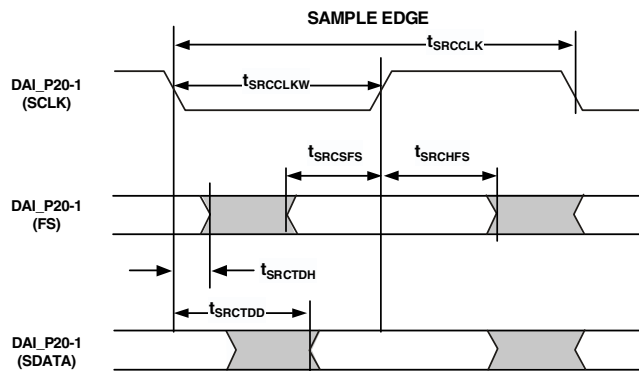 SAMPLE EDGE
tSRCCLK
DAI_P20-1
(SCLK)
tSRCCLKW
tSRCSFS
tSRCHFS
DAI_P20-1
(FS)
tSRCTDH
tSRCTDD
DAI_P20-1
(SDATA)